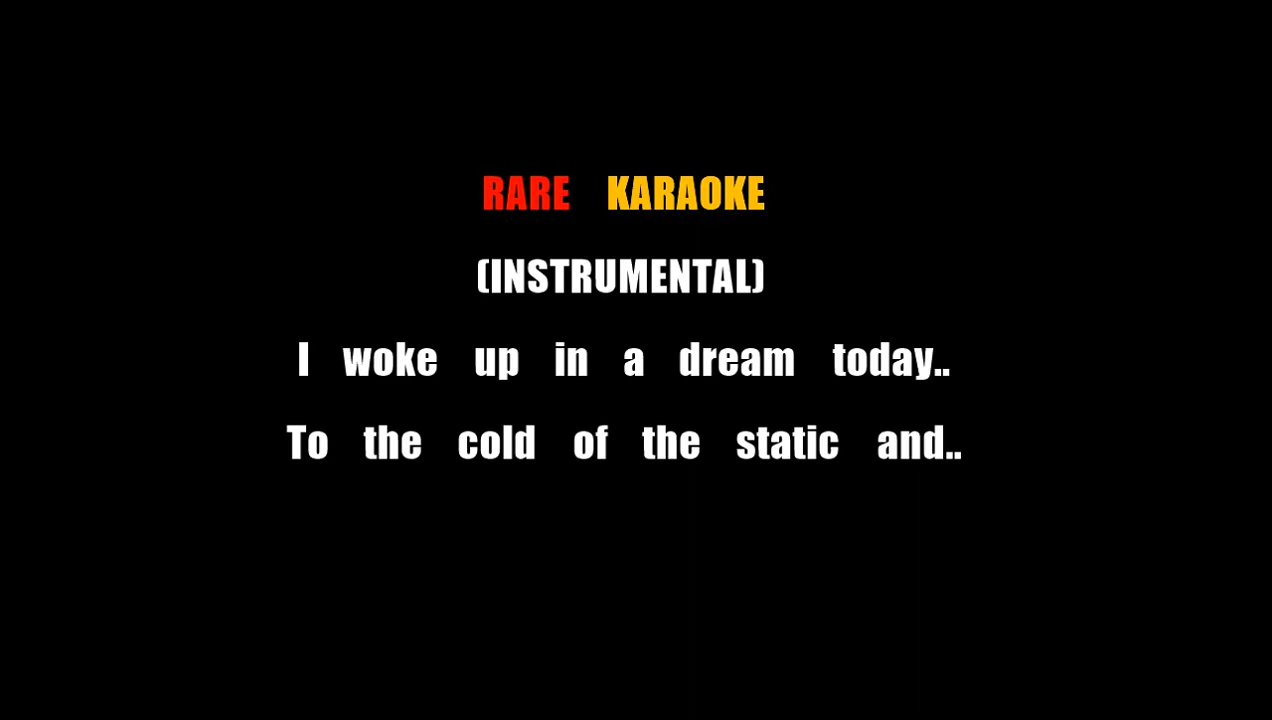 RARE KARAOKE
(INSTRUMENTAL)
I woke up in a dream today..
To the cold of the static and..